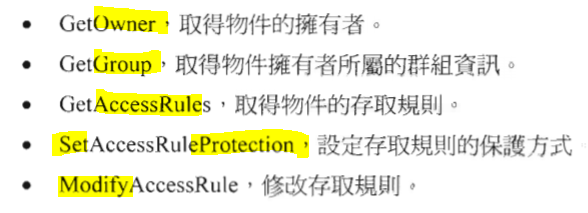 • GetOwner，取得物件的擁有者。
• GetGroup，取得物件擁有者所屬的群組資訊。
• GetAccessRules，取得物件的存取規則。
• SetAccessRuleProtection，設定存取規則的保護方式。
• ModifyAccessRule，修改存取規則。